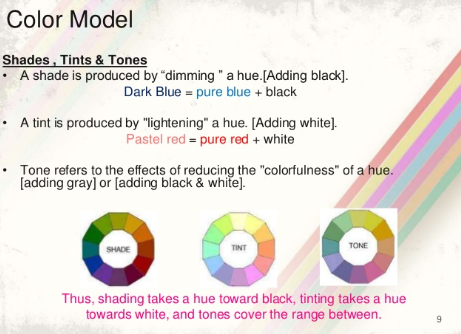 Color Model
Shades , Tints & Tones
• A shade is produced by “dimming ” a hue.[Adding black].
Dark Blue = pure blue + black
• A tint is produced by "lightening" a hue. [Adding white].
Pastel red = pure red + white
• Tone refers to the effects of reducing the "colorfulness" of a hue.
[adding gray] or [adding black & white].
SHADE
TINT
TONE
Thus, shading takes a hue toward black, tinting takes a hue
towards white, and tones cover the range between.
9